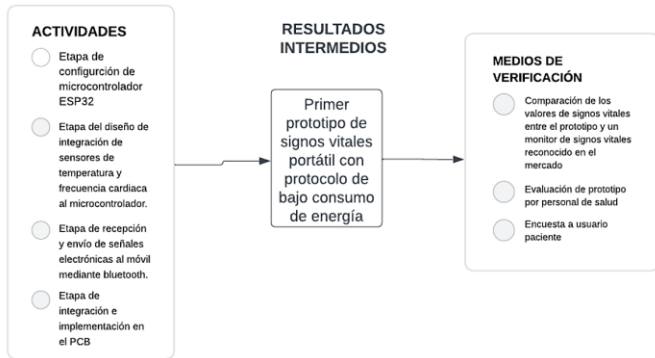 ACTIVIDADES
Etapa de
configurción de
microcontrolador
ESP32
Etapa del diseño de
integración de
sensores de
temperatura y
frecuencia cardiaca
al microcontrolador.
Etapa de recepción
y envío de señales
electrónicas al móvil
mediante bluetooth.
Etapa de
integración e
implementación en
el PCB
RESULTADOS
INTERMEDIOS
Primer
prototipo de
signos vitales
portátil con
protocolo de
bajo consumo
de energía
MEDIOS DE
VERIFICACIÓN
Comparación de los
valores de signos vitales
entre el prototipo y un
monitor de signos vitales
reconocido en el
mercado
Evaluación de prototipo
por personal de salud
Encuesta a usuario
paciente